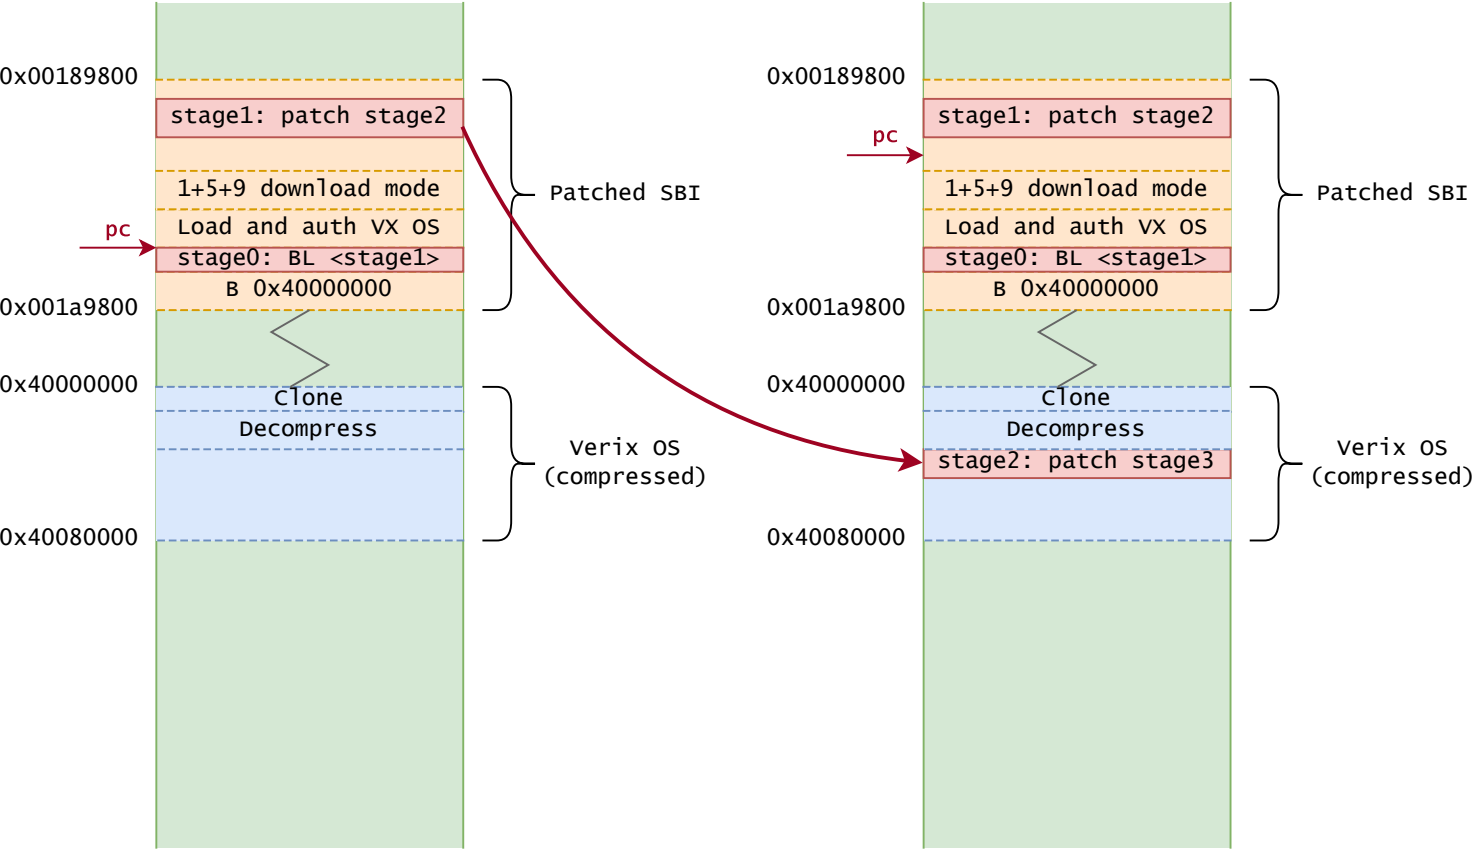 0x00189800
stage1: patch stage2
1+5+9 download mode
Patched SBI
Load and auth VX OS
pc
stage0: BL <stage1>
B 0x40000000
0x001a9800
0x40000000
Clone
Decompress
Verix OS
(compressed)
0x40080000
0x00189800
stage1: patch stage2
pc
1+5+9 download mode
Patched SBI
Load and auth VX OS
stage0: BL <stage1>
B 0x40000000
0x001a9800
0x40000000
Clone
Decompress
Verix OS
stage2: patch stage3
(compressed)
0x40080000